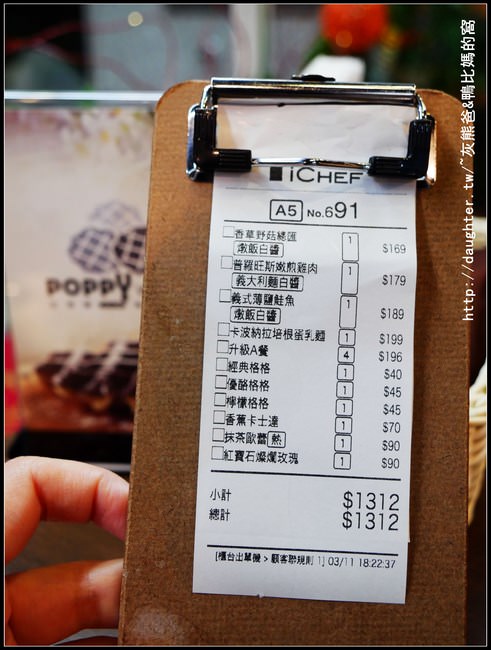 iCHEF
A5 No.691
香草野菇總匯 1 $169
燉飯白醬
普羅旺斯嫩煎雞肉 1 $179
義大利麵白醬
義式薄鹽鮭魚 1 $189
燉飯白醬
卡波納拉培根蛋乳麵 1 $199
升級A餐 4 $196
經典格格 1 $40
優酪格格 1 $45
檸檬格格 1 $45
香蕉卡士達 1 $70
抹茶歐蕾 熱 1 $90
紅寶石燦爛玫瑰 1 $90
小計 $1312
總計 $1312
[櫃台出單機 > 顧客聯規則 1] 03/11 18:22:37
POPPY
http://daughter.tw/~灰熊爸&鴨比媽的窩